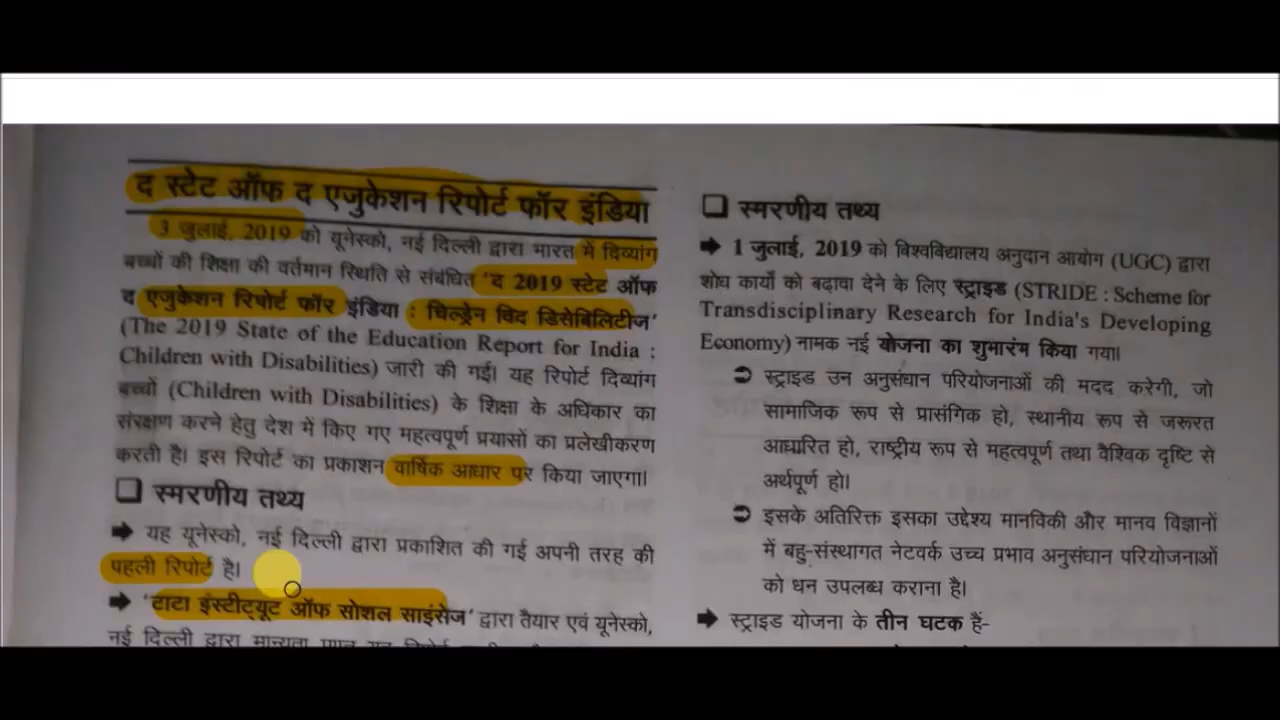 द स्टेट ऑफ द एजुकेशन रिपोर्ट फॉर इंडिया
3 जुलाई, 2019 को यूनेस्को, नई दिल्ली द्वारा भारत में दिव्यांग
बच्चों की शिक्षा की वर्तमान स्थिति से संबंधित 'द 2019 स्टेट ऑफ
द एजुकेशन रिपोर्ट फॉर इंडिया : चिल्ड्रेन विद डिसेबिलिटीज'
(The 2019 State of the Education Report for India :
Children with Disabilities) जारी की गई। यह रिपोर्ट दिव्यांग
बच्चों (Children with Disabilities) के शिक्षा के अधिकार का
संरक्षण करने हेतु देश में किए गए महत्वपूर्ण प्रयासों का प्रलेखीकरण
करती है। इस रिपोर्ट का प्रकाशन वार्षिक आधार पर किया जाएगा।
❑ स्मरणीय तथ्य
➡ यह यूनेस्को, नई दिल्ली द्वारा प्रकाशित की गई अपनी तरह की
पहली रिपोर्ट है।
➡ 'टाटा इंस्टीट्यूट ऑफ सोशल साइंसेज' द्वारा तैयार एवं यूनेस्को,
नई दिल्ली द्वारा मान्यता
❑ स्मरणीय तथ्य
➡ 1 जुलाई, 2019 को विश्वविद्यालय अनुदान आयोग (UGC) द्वारा
शोध कार्यों को बढ़ावा देने के लिए स्ट्राइड (STRIDE : Scheme for
Transdisciplinary Research for India's Developing
Economy) नामक नई योजना का शुभारंभ किया गया।
➲ स्ट्राइड उन अनुसंधान परियोजनाओं की मदद करेगी, जो
सामाजिक रूप से प्रासंगिक हो, स्थानीय रूप से जरूरत
आधारित हो, राष्ट्रीय रूप से महत्वपूर्ण तथा वैश्विक दृष्टि से
अर्थपूर्ण हो।
➲ इसके अतिरिक्त इसका उद्देश्य मानविकी और मानव विज्ञानों
में बहु-संस्थागत नेटवर्क उच्च प्रभाव अनुसंधान परियोजनाओं
को धन उपलब्ध कराना है।
➡ स्ट्राइड योजना के तीन घटक हैं-